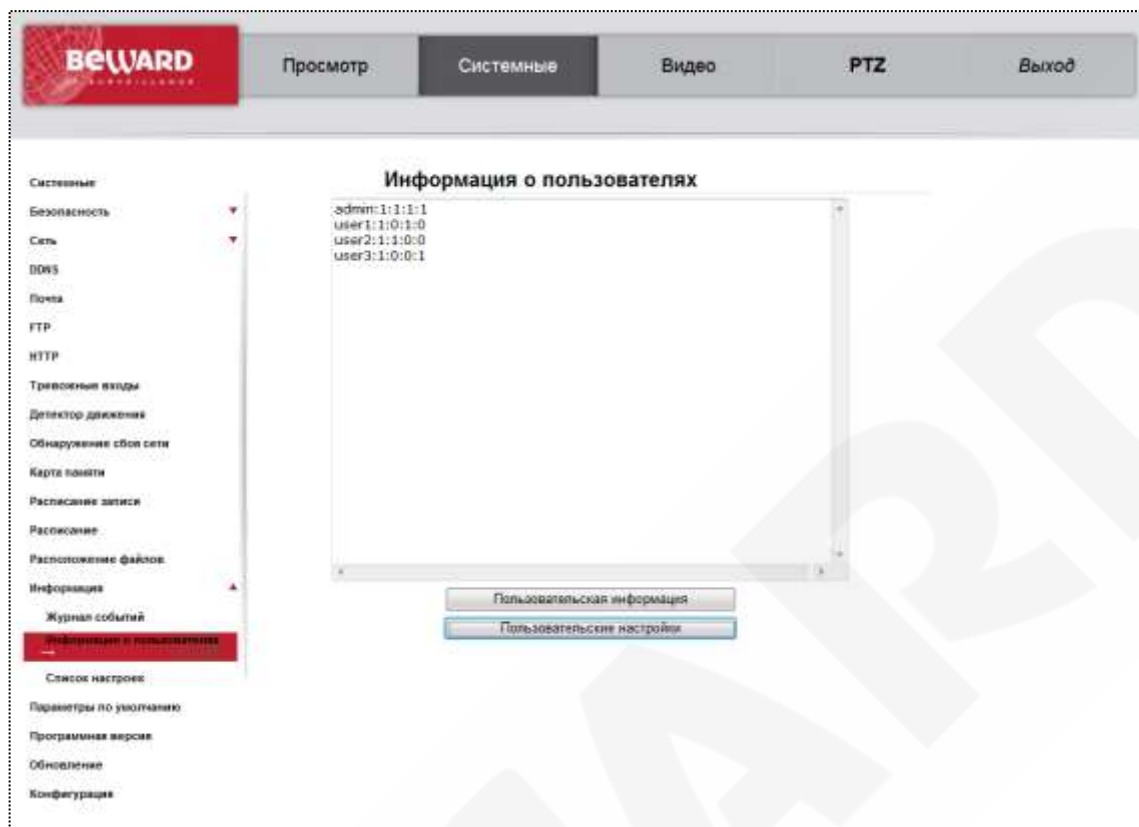 BEWARD
Просмотр
Системные
Видео
PTZ
Выход
Системные
Безопасность
Сеть
DDNS
Почта
FTP
HTTP
Тревожные входы
Детектор движения
Обнаружение сбоя сети
Карта памяти
Расписание записи
Расписание
Расположение файлов
Информация
Журнал событий
Информация о пользователях
Список настроек
Параметры по умолчанию
Программная версия
Обновление
Конфигурация
Информация о пользователях
admin:1:1:1:1
user1:1:0:1:0
user2:1:1:0:0
user3:1:0:0:1
Пользовательская информация
Пользовательские настройки